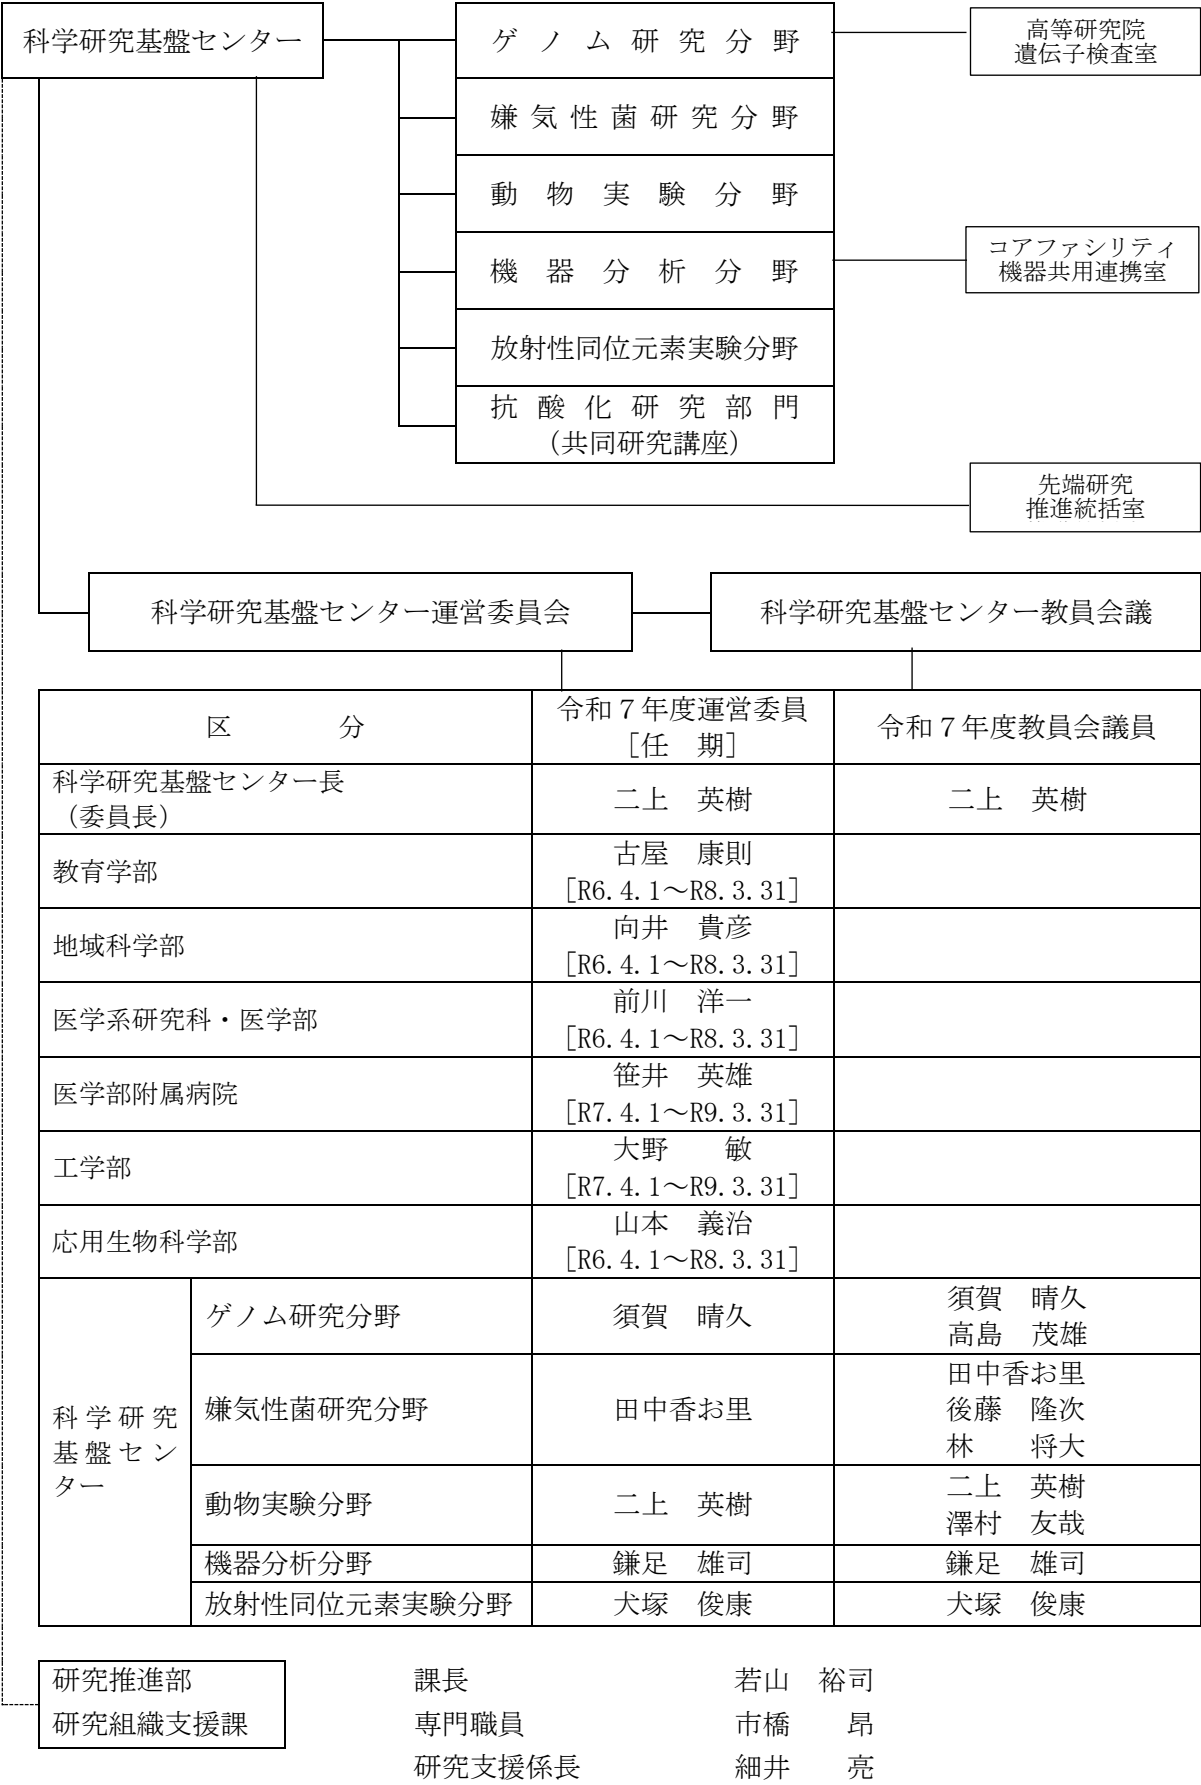 科学研究基盤センター
ゲノム研究分野
高等研究院
遺伝子検査室
嫌気性菌研究分野
動物実験分野
機器分析分野
コアファシリティ
機器共用連携室
放射性同位元素実験分野
抗酸化研究部門
（共同研究講座）
先端研究
推進統括室
科学研究基盤センター運営委員会
科学研究基盤センター教員会議
区　　　分
令和７年度運営委員
［任　期］
令和７年度教員会議員
科学研究基盤センター長
（委員長）
二上　英樹
二上　英樹
教育学部
古屋　康則
［R6.4.1～R8.3.31］
地域科学部
向井　貴彦
［R6.4.1～R8.3.31］
医学系研究科・医学部
前川　洋一
［R6.4.1～R8.3.31］
医学部附属病院
笹井　英雄
［R7.4.1～R9.3.31］
工学部
大野　　敏
［R7.4.1～R9.3.31］
応用生物科学部
山本　義治
［R6.4.1～R8.3.31］
科学研究
基盤セン
ター
ゲノム研究分野
須賀　晴久
須賀　晴久
高島　茂雄
嫌気性菌研究分野
田中香お里
田中香お里
後藤　隆次
林　　将大
動物実験分野
二上　英樹
二上　英樹
澤村　友哉
機器分析分野
鎌足　雄司
鎌足　雄司
放射性同位元素実験分野
犬塚　俊康
犬塚　俊康
研究推進部
研究組織支援課
課長
若山　裕司
専門職員
市橋　　昂
研究支援係長
細井　　亮